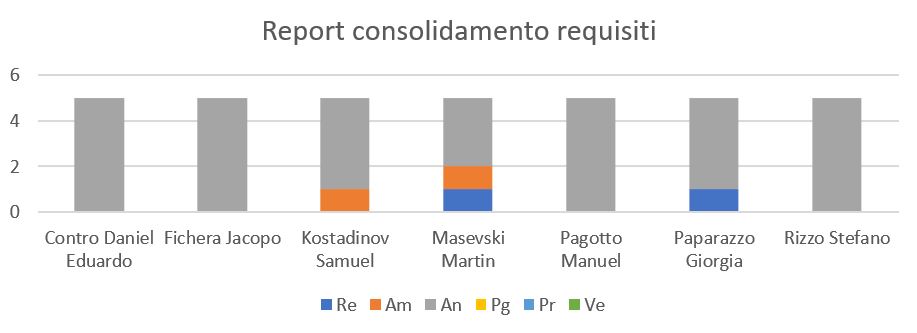 Report consolidamento requisiti
6
4
2
0
Contro Daniel Eduardo
Fichera Jacopo
Kostadinov Samuel
Masevski Martin
Pagotto Manuel
Paparazzo Giorgia
Rizzo Stefano
Re Am An Pg Pr Ve